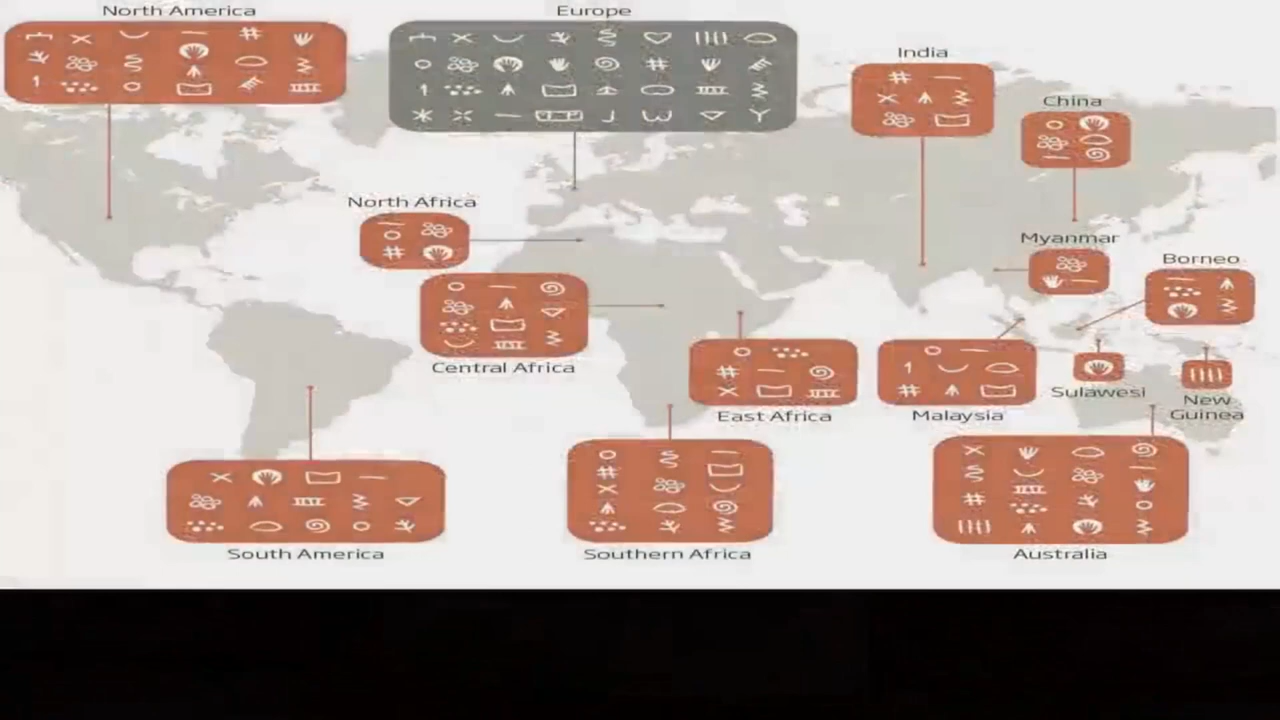 North America
Europe
India
China
North Africa
Myanmar
Borneo
Central Africa
East Africa
Malaysia
Sulawesi
New
Guinea
South America
Southern Africa
Australia